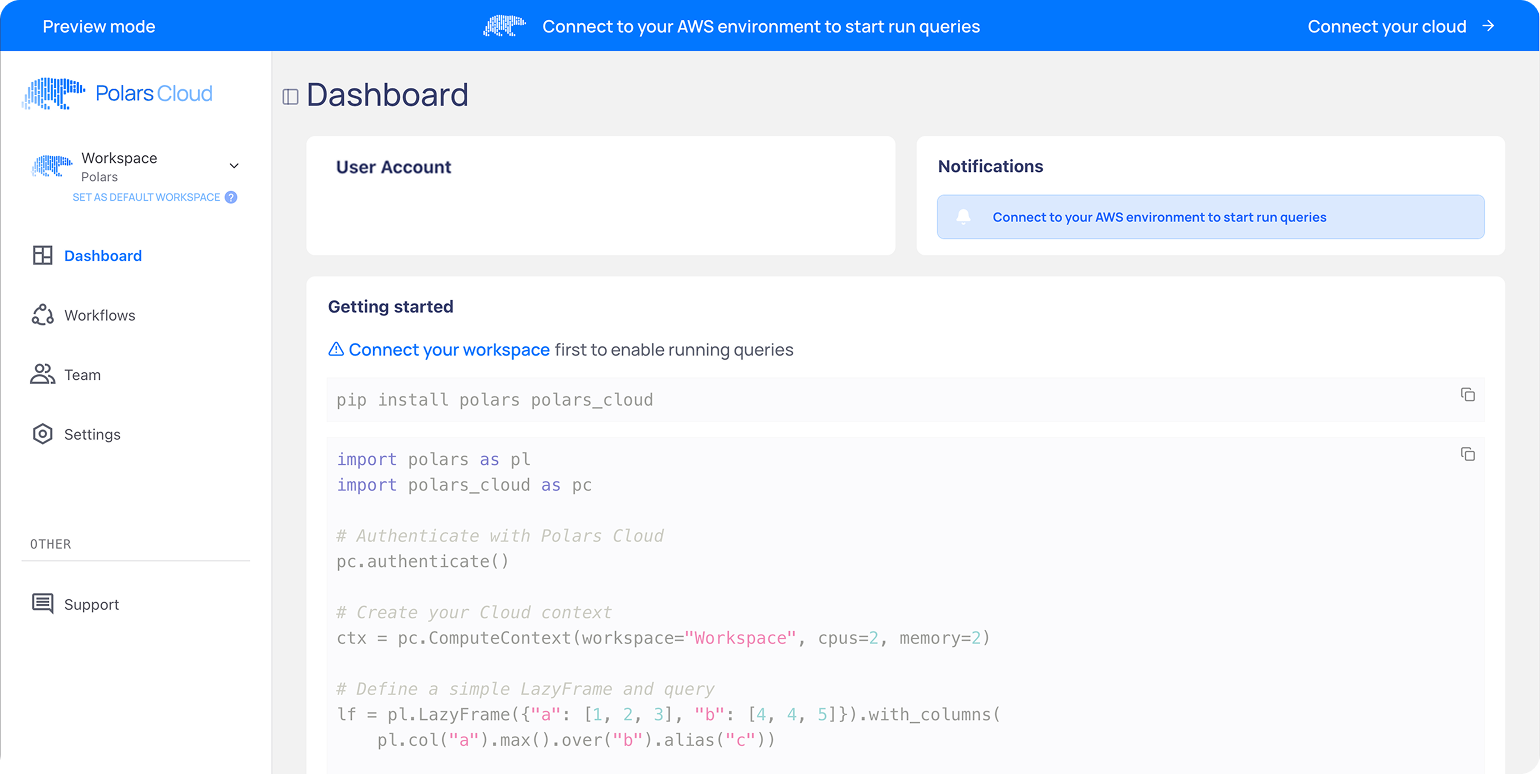 Preview mode
Connect to your AWS environment to start run queries
Connect your cloud →
Polars Cloud
Workspace
Polars
SET AS DEFAULT WORKSPACE ?
Dashboard
Workflows
Team
Settings
OTHER
Support
Dashboard
User Account
Notifications
Connect to your AWS environment to start run queries
Getting started
Connect your workspace first to enable running queries
pip install polars polars_cloud
import polars as pl
import polars_cloud as pc
# Authenticate with Polars Cloud
pc.authenticate()
# Create your Cloud context
ctx = pc.ComputeContext(workspace="Workspace", cpus=2, memory=2)
# Define a simple LazyFrame and query
lf = pl.LazyFrame({"a": [1, 2, 3], "b": [4, 4, 5]}).with_columns(
    pl.col("a").max().over("b").alias("c"))